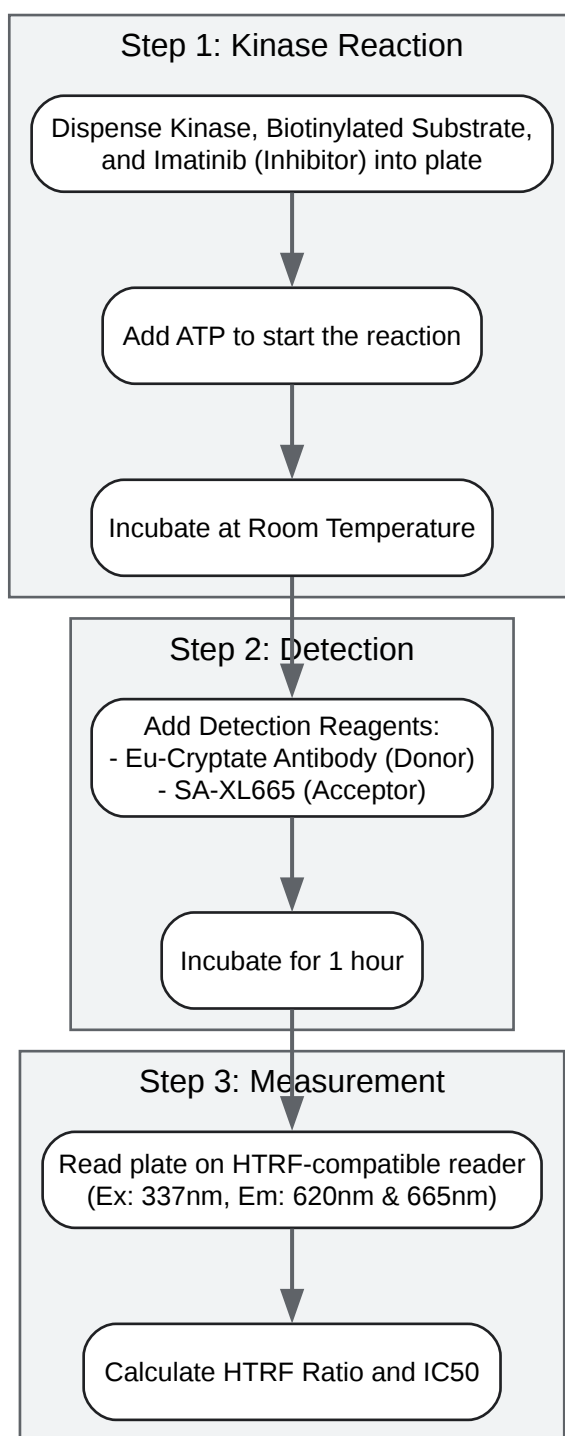 Step 1: Kinase Reaction
Dispense Kinase, Biotinylated Substrate,
and Imatinib (Inhibitor) into plate
Add ATP to start the reaction
Incubate at Room Temperature
Step 2: Detection
Add Detection Reagents:
- Eu-Cryptate Antibody (Donor)
- SA-XL665 (Acceptor)
Incubate for 1 hour
Step 3: Measurement
Read plate on HTRF-compatible reader
(Ex: 337nm, Em: 620nm & 665nm)
Calculate HTRF Ratio and IC50